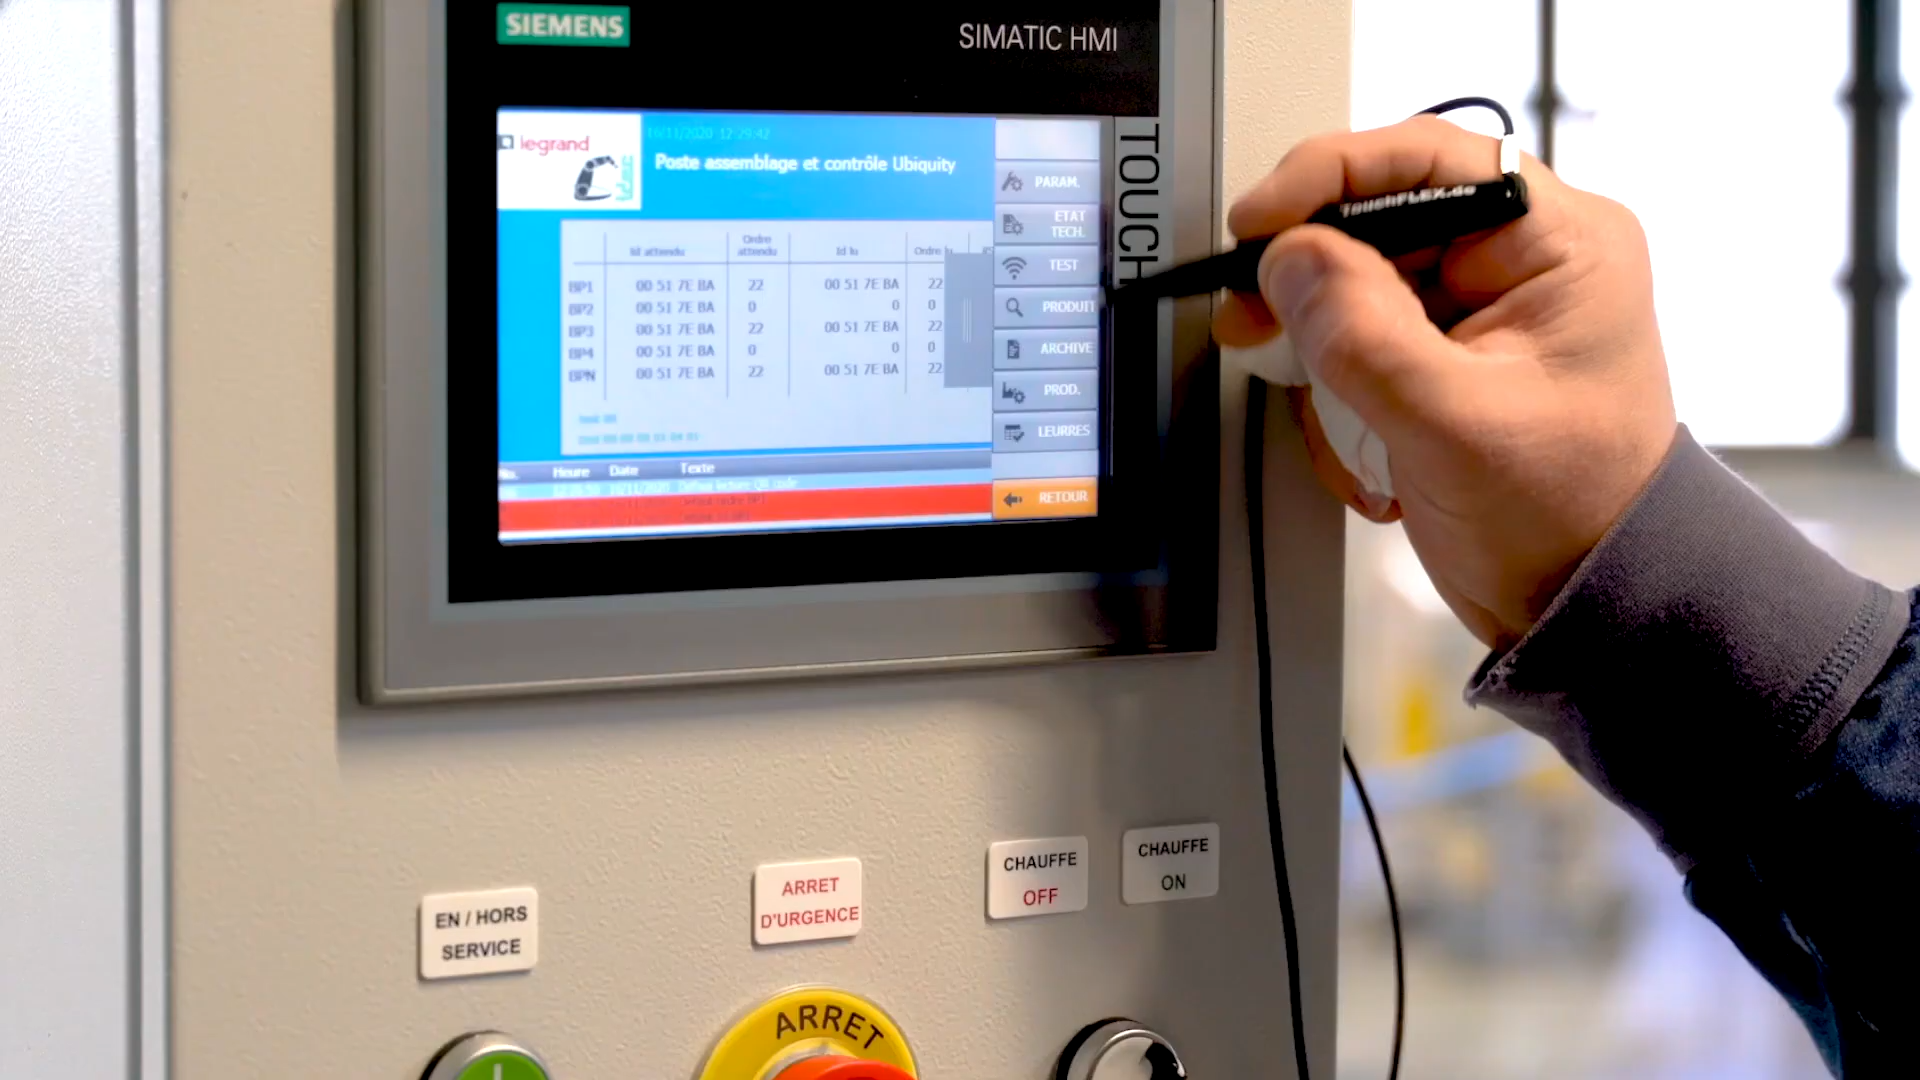 SIEMENS
SIMATIC HMI
TOUCH
legrand
16/11/2020 12:29:42
Poste assemblage et contrôle Ubiquity
Id attendu Ordre attendu Id lu Ordre lu
BP1 00 51 7E BA 22 00 51 7E BA 22
BP2 00 51 7E BA 0 0 0
BP3 00 51 7E BA 22 00 51 7E BA 22
BP4 00 51 7E BA 0 0 0
BPN 00 51 7E BA 22 00 51 7E BA 22
No. Heure Date Texte
Défaut lecture QR code
PARAM.
ETAT
TECH.
TEST
PRODUIT
ARCHIVE
PROD.
LEURRES
RETOUR
TouchFLEX.de
EN / HORS
SERVICE
ARRET
D'URGENCE
CHAUFFE
OFF
CHAUFFE
ON
ARRET